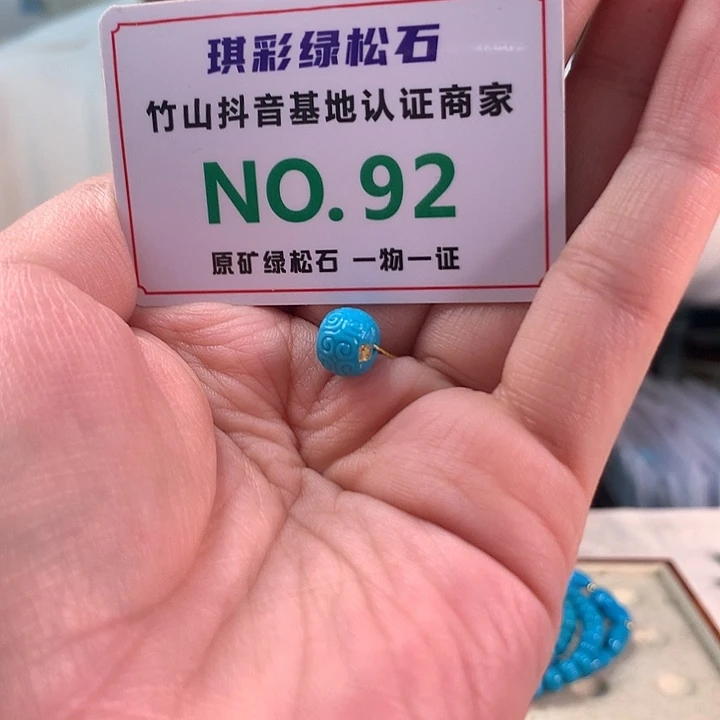 琪彩绿松石
竹山抖音基地认证商家
NO.92
原矿绿松石 一物一证